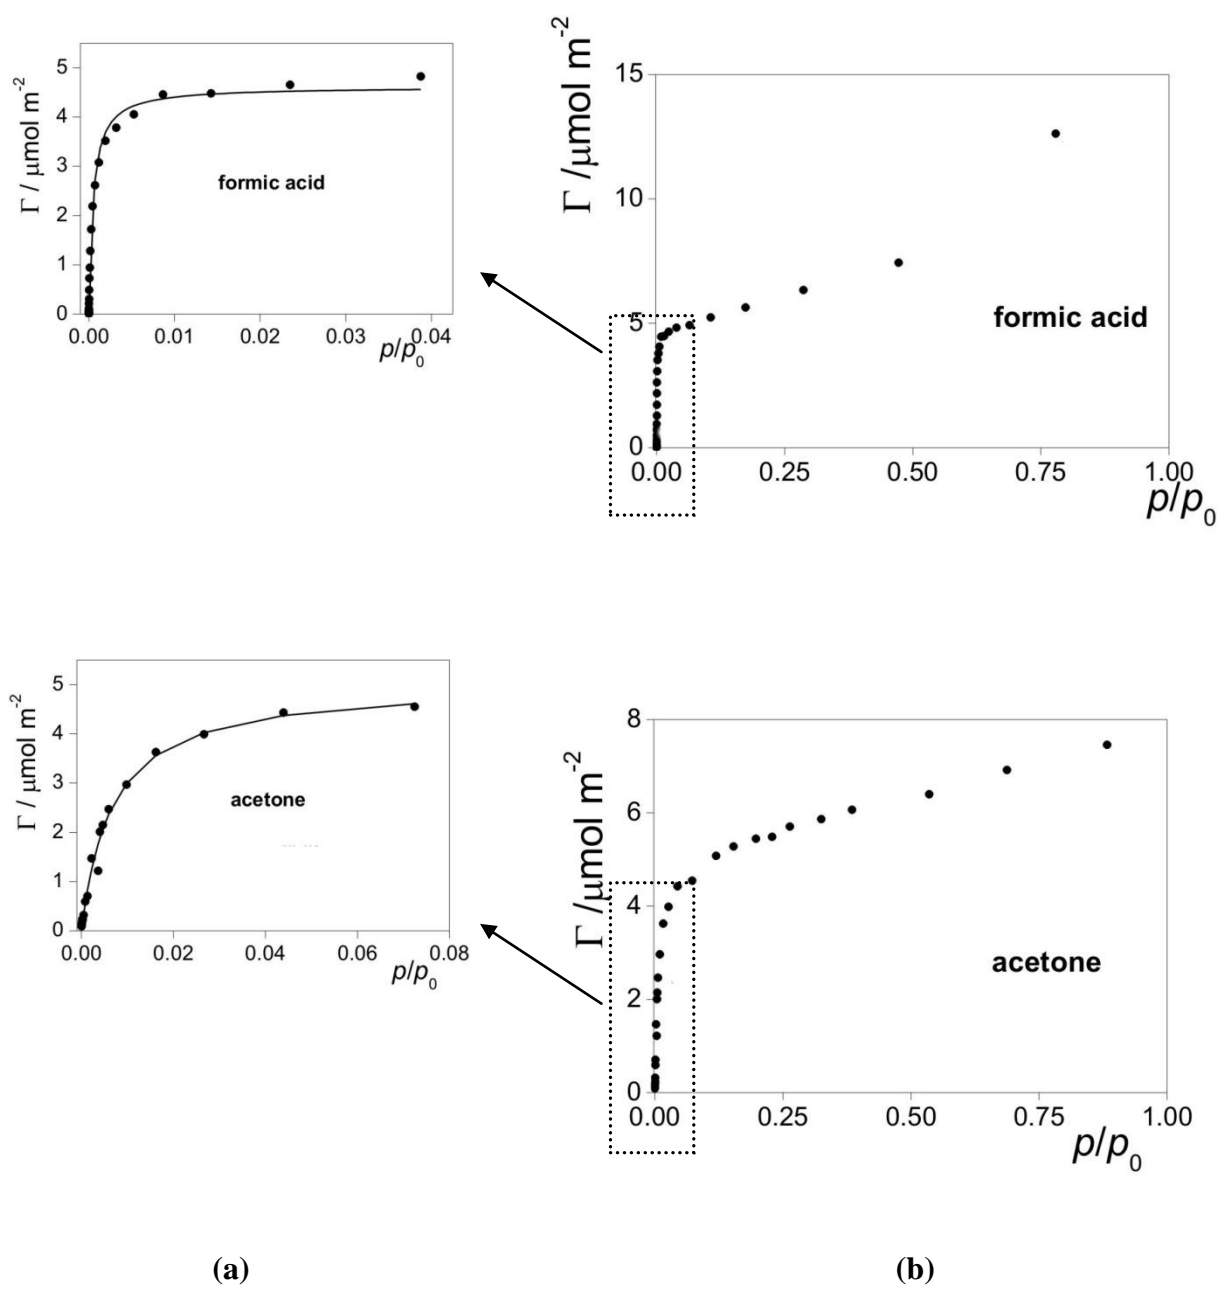 Γ / μmol m-2
5
4
3
2
1
0
formic acid
0.00 0.01 0.02 0.03 0.04
p/p0
Γ /μmol m-2
15
10
5
0
formic acid
0.00 0.25 0.50 0.75 1.00
p/p0
Γ / μmol m-2
5
4
3
2
1
0
acetone
0.00 0.02 0.04 0.06 0.08
p/p0
Γ /μmol m-2
8
6
4
2
0
acetone
0.00 0.25 0.50 0.75 1.00
p/p0
(a) (b)